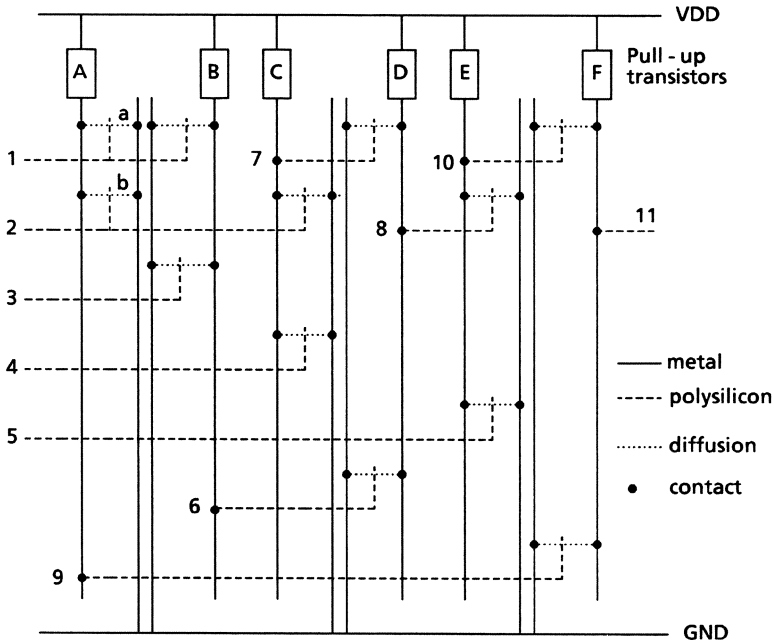 VDD
A B C D E F Pull - up
transistors
a
1 7 10
b
2 8 11
3
4
metal
polysilicon
5 diffusion
contact
6
9
GND